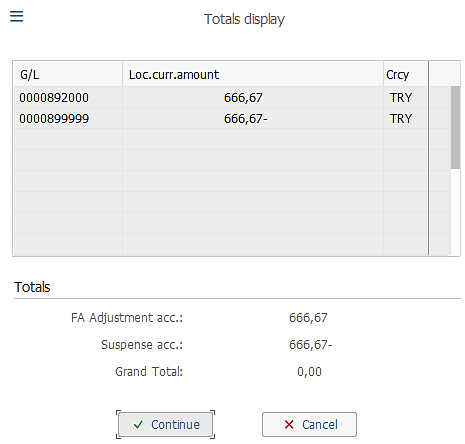 Totals display
G/L Loc.curr.amount Crcy
0000892000 666,67 TRY
0000899999 666,67- TRY
Totals
FA Adjustment acc.: 666,67
Suspense acc.: 666,67-
Grand Total: 0,00
Continue Cancel